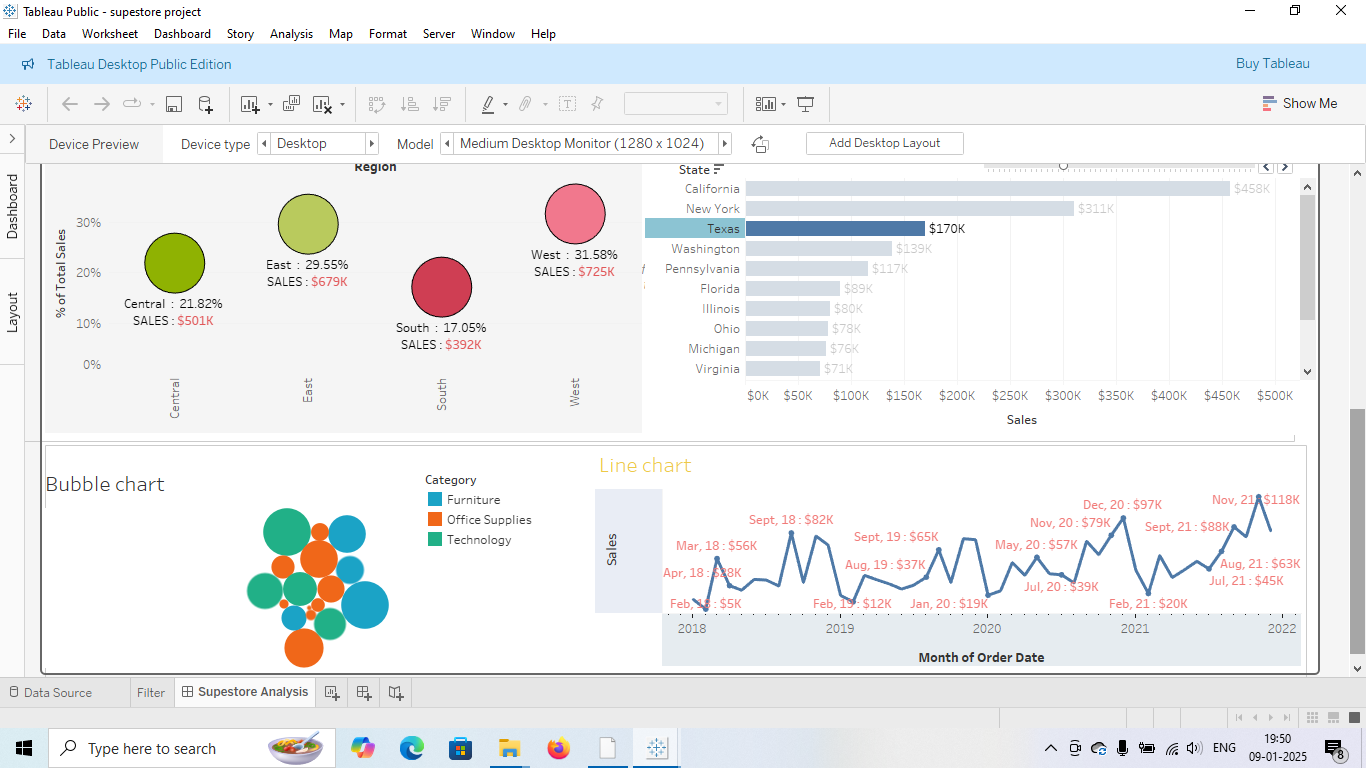 Tableau Public - supestore project
File Data Worksheet Dashboard Story Analysis Map Format Server Window Help
Tableau Desktop Public Edition
Buy Tableau
Show Me
Device Preview
Device type
Desktop
Model
Medium Desktop Monitor (1280 x 1024)
Add Desktop Layout
Dashboard
Layout
Region
% of Total Sales
30%
20%
10%
0%
Central : 21.82%
SALES : $501K
East : 29.55%
SALES : $679K
South : 17.05%
SALES : $392K
West : 31.58%
SALES : $725K
Central
East
South
West
State
California $458K
New York $311K
Texas $170K
Washington $139K
Pennsylvania $117K
Florida $89K
Illinois $80K
Ohio $78K
Michigan $76K
Virginia $71K
$0K $50K $100K $150K $200K $250K $300K $350K $400K $450K $500K
Sales
Bubble chart
Category
Furniture
Office Supplies
Technology
Line chart
Sales
Nov, 21 : $118K
Dec, 20 : $97K
Sept, 18 : $82K
Nov, 20 : $79K
Sept, 21 : $88K
Sept, 19 : $65K
Mar, 18 : $56K
May, 20 : $57K
Aug, 19 : $37K
Aug, 21 : $63K
Apr, 18 : $28K
Jul, 21 : $45K
Jul, 20 : $39K
Feb, 18 : $5K
Feb, 19 : $12K
Jan, 20 : $19K
Feb, 21 : $20K
2018 2019 2020 2021 2022
Month of Order Date
Data Source
Filter
Supestore Analysis
Type here to search
ENG
19:50
09-01-2025
8